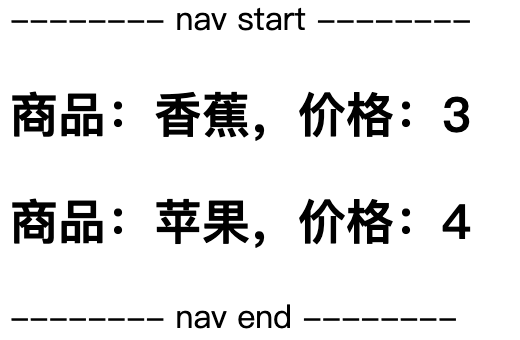 -------- nav start --------
商品：香蕉，价格：3
商品：苹果，价格：4
-------- nav end --------